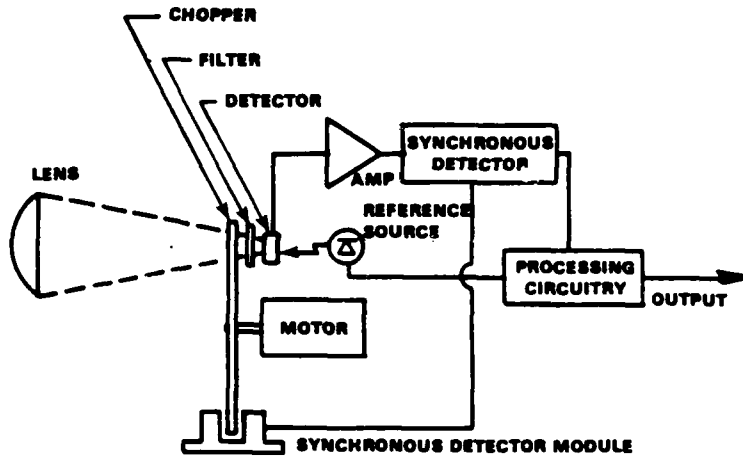 CHOPPER
FILTER
DETECTOR
LENS
AMP
SYNCHRONOUS
DETECTOR
REFERENCE
SOURCE
PROCESSING
CIRCUITRY
OUTPUT
MOTOR
SYNCHRONOUS DETECTOR MODULE